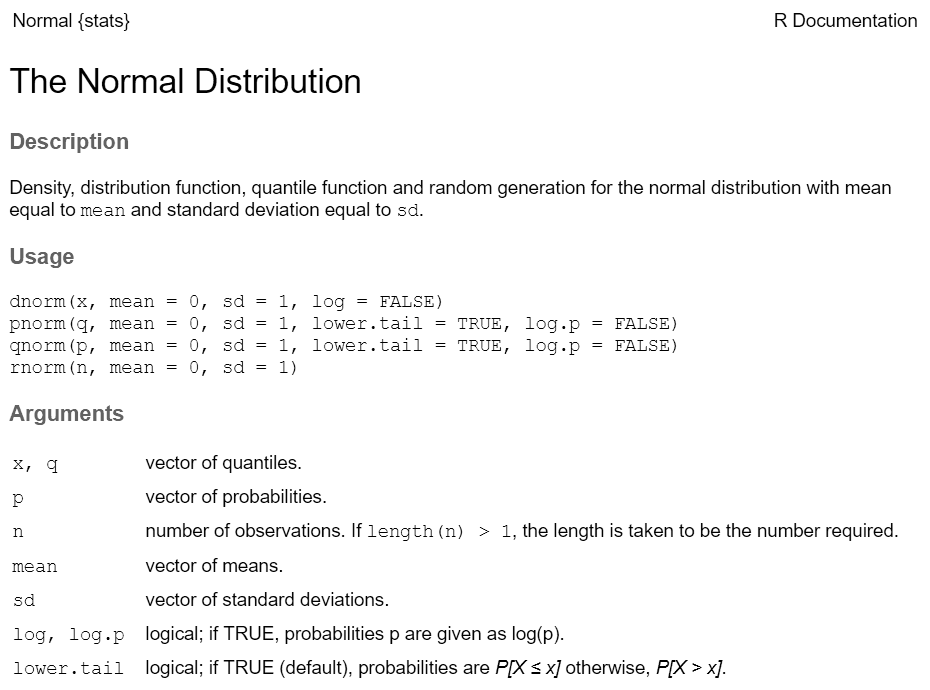 Normal {stats} R Documentation
The Normal Distribution
Description
Density, distribution function, quantile function and random generation for the normal distribution with mean
equal to mean and standard deviation equal to sd.
Usage
dnorm(x, mean = 0, sd = 1, log = FALSE)
pnorm(q, mean = 0, sd = 1, lower.tail = TRUE, log.p = FALSE)
qnorm(p, mean = 0, sd = 1, lower.tail = TRUE, log.p = FALSE)
rnorm(n, mean = 0, sd = 1)
Arguments
x, q vector of quantiles.
p vector of probabilities.
n number of observations. If length(n) > 1, the length is taken to be the number required.
mean vector of means.
sd vector of standard deviations.
log, log.p logical; if TRUE, probabilities p are given as log(p).
lower.tail logical; if TRUE (default), probabilities are P[X ≤ x] otherwise, P[X > x].